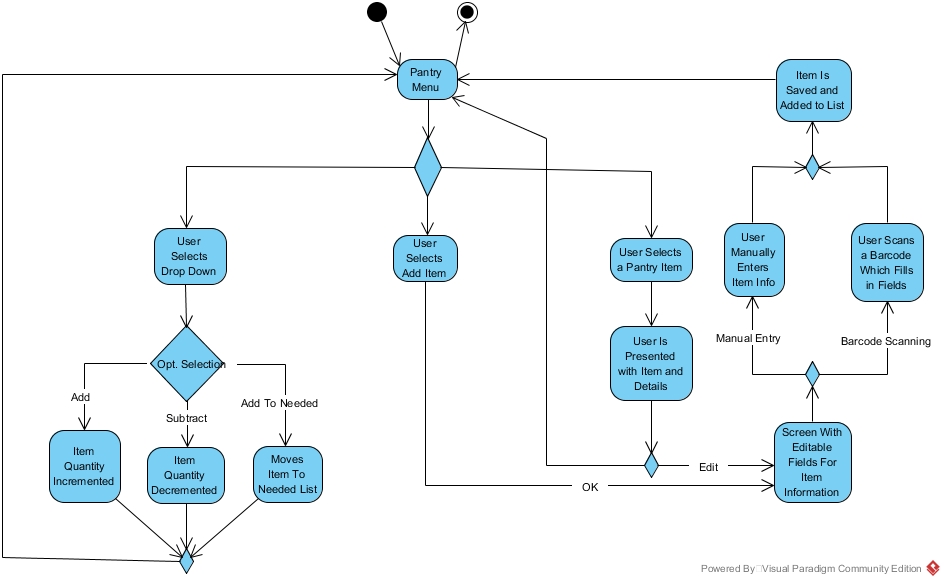 Pantry
Menu
Item Is
Saved and
Added to List
User
Selects
Drop Down
User
Selects
Add Item
User Selects
a Pantry Item
User
Manually
Enters
Item Info
User Scans
a Barcode
Which Fills
in Fields
Opt. Selection
User Is
Presented
with Item and
Details
Manual Entry
Barcode Scanning
Add
Subtract
Add To Needed
Item
Quantity
Incremented
Item
Quantity
Decremented
Moves
Item To
Needed List
Edit
OK
Screen With
Editable
Fields For
Item
Information
Powered By Visual Paradigm Community Edition